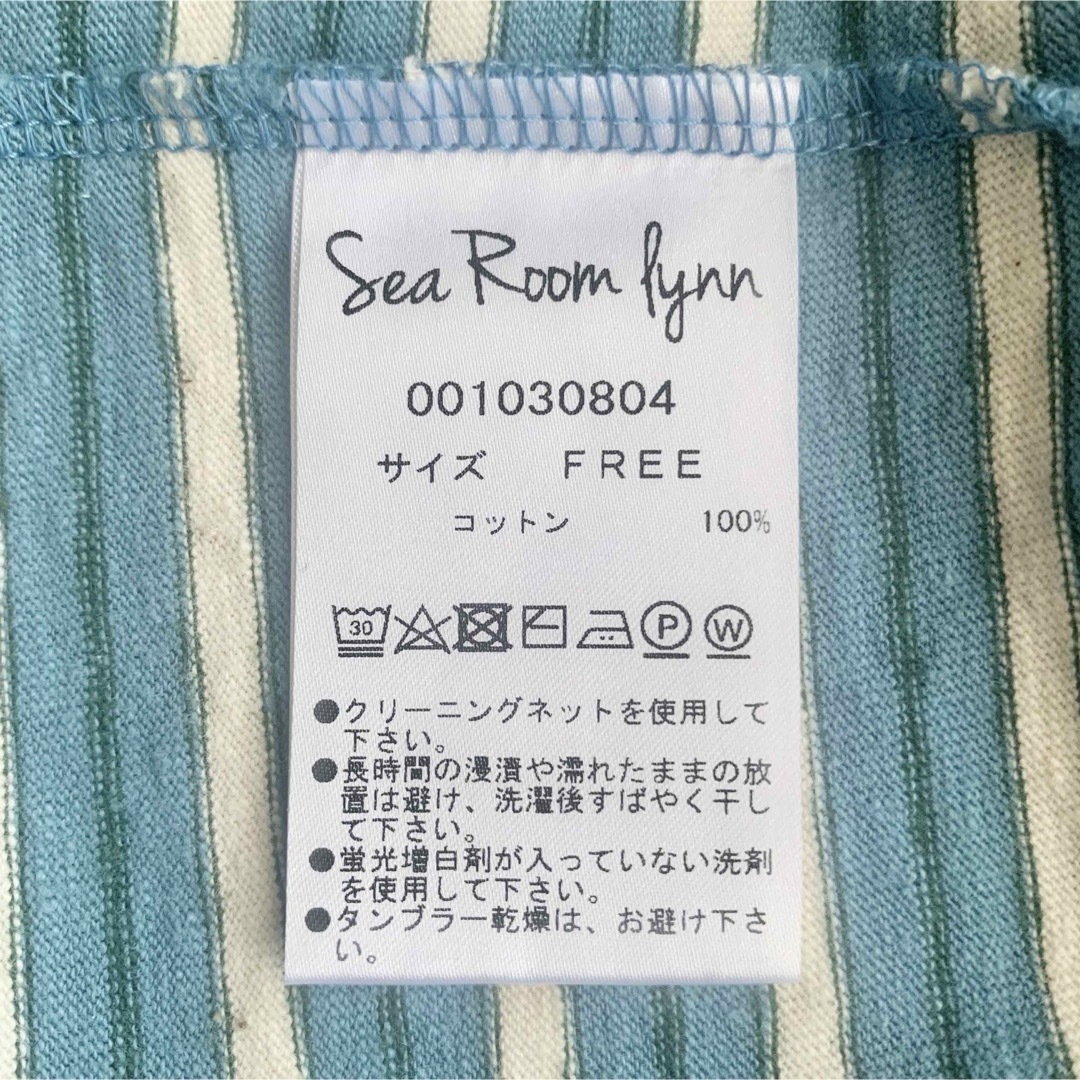 Sea Room lynn
001030804
サイズ FREE
コットン 100%
30 P W
●クリーニングネットを使用して
下さい。
●長時間の浸漬や濡れたままの放
置は避け、洗濯後すばやく干し
て下さい。
●蛍光増白剤が入っていない洗剤
を使用して下さい。
●タンブラー乾燥は、お避け下さ
い。